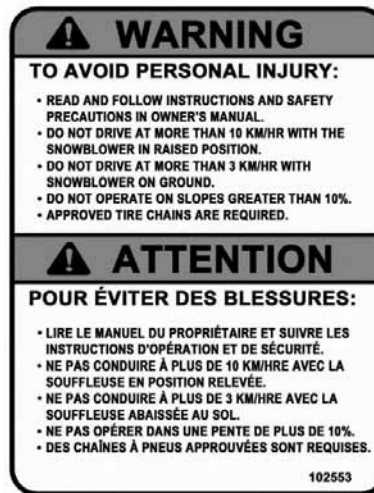 WARNING
TO AVOID PERSONAL INJURY:
• READ AND FOLLOW INSTRUCTIONS AND SAFETY
PRECAUTIONS IN OWNER'S MANUAL.
• DO NOT DRIVE AT MORE THAN 10 KM/HR WITH THE
SNOWBLOWER IN RAISED POSITION.
• DO NOT DRIVE AT MORE THAN 3 KM/HR WITH
SNOWBLOWER ON GROUND.
• DO NOT OPERATE ON SLOPES GREATER THAN 10%.
• APPROVED TIRE CHAINS ARE REQUIRED.
ATTENTION
POUR ÉVITER DES BLESSURES:
• LIRE LE MANUEL DU PROPRIÉTAIRE ET SUIVRE LES
INSTRUCTIONS D'OPÉRATION ET DE SÉCURITÉ.
• NE PAS CONDUIRE À PLUS DE 10 KM/HRE AVEC LA
SOUFFLEUSE EN POSITION RELEVÉE.
• NE PAS CONDUIRE À PLUS DE 3 KM/HRE AVEC LA
SOUFFLEUSE ABAISSÉE AU SOL.
• NE PAS OPÉRER DANS UNE PENTE DE PLUS DE 10%.
• DES CHAÎNES À PNEUS APPROUVÉES SONT REQUISES.
102553